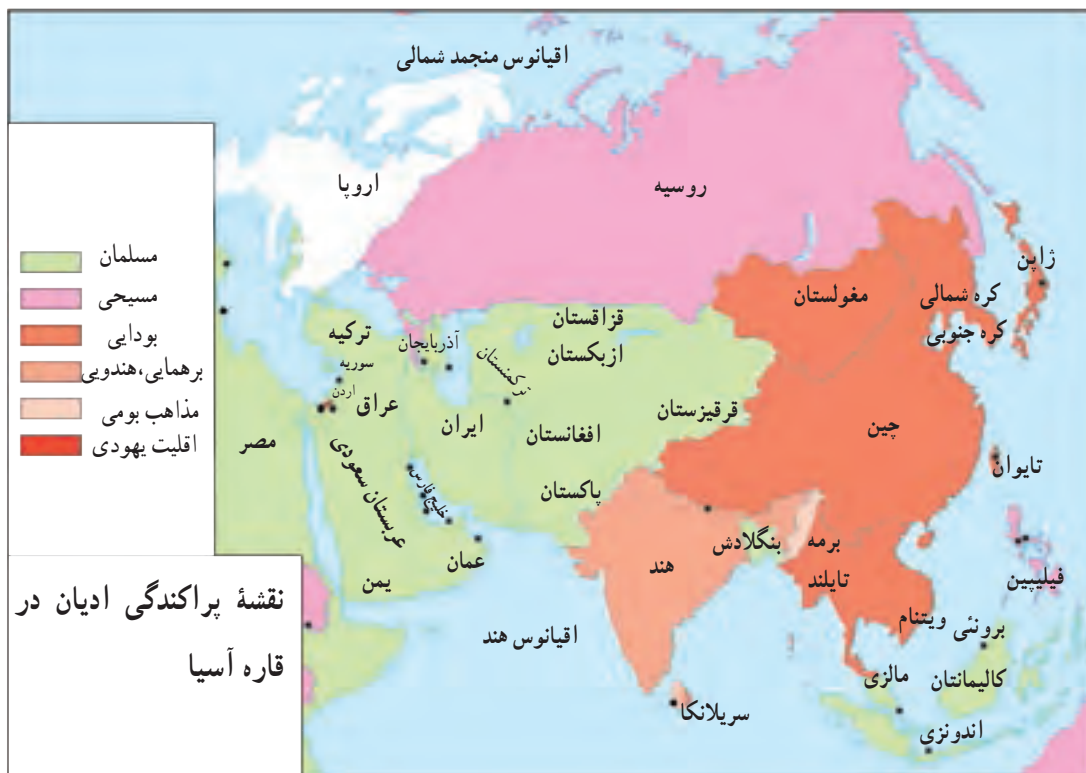 اقیانوس منجمد شمالی
اروپا
روسیه
مسلمان
مسیحی
بودایی
برهمایی،هندویی
مذاهب بومی
اقلیت یهودی
ژاپن
کره شمالی
کره جنوبی
مغولستان
قزاقستان
ترکیه
آذربایجان
ازبکستان
ترکمنستان
سوریه
اردن
عراق
ایران
افغانستان
قرقیزستان
چین
مصر
تایوان
پاکستان
خلیج فارس
عربستان سعودی
عمان
یمن
هند
بنگلادش
برمه
تایلند
فیلیپین
ویتنام
برونئی
اقیانوس هند
مالزی
کالیمانتان
سریلانکا
اندونزی
نقشهٔ پراکندگی ادیان در
قاره آسیا